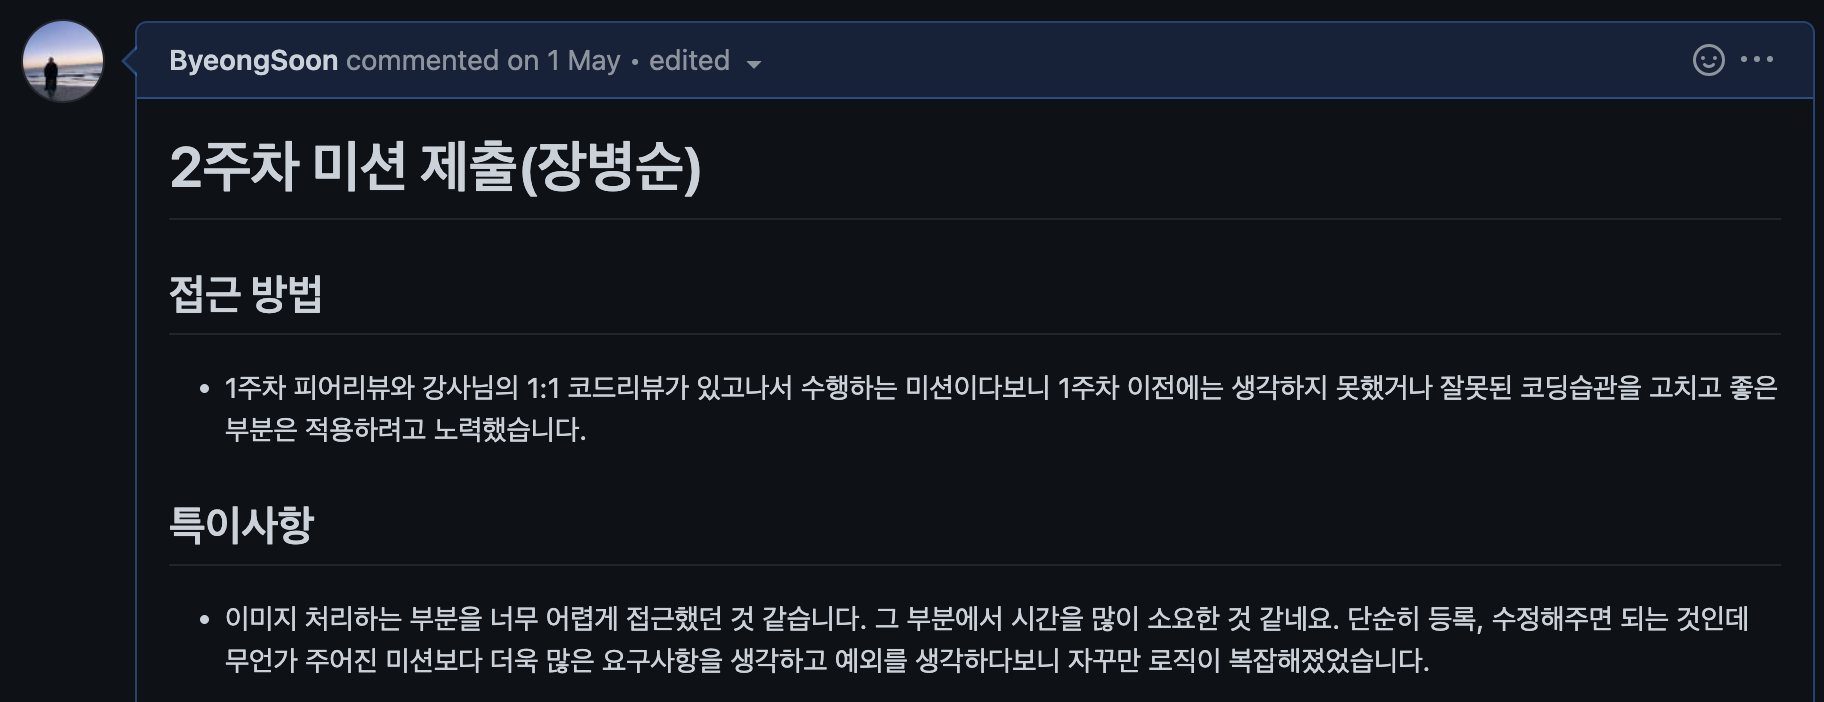 ByeongSoon commented on 1 May • edited
2주차 미션 제출(장병순)
접근 방법
• 1주차 피어리뷰와 강사님의 1:1 코드리뷰가 있고나서 수행하는 미션이다보니 1주차 이전에는 생각하지 못했거나 잘못된 코딩습관을 고치고 좋은
부분은 적용하려고 노력했습니다.
특이사항
• 이미지 처리하는 부분을 너무 어렵게 접근했던 것 같습니다. 그 부분에서 시간을 많이 소요한 것 같네요. 단순히 등록, 수정해주면 되는 것인데
무언가 주어진 미션보다 더욱 많은 요구사항을 생각하고 예외를 생각하다보니 자꾸만 로직이 복잡해졌었습니다.